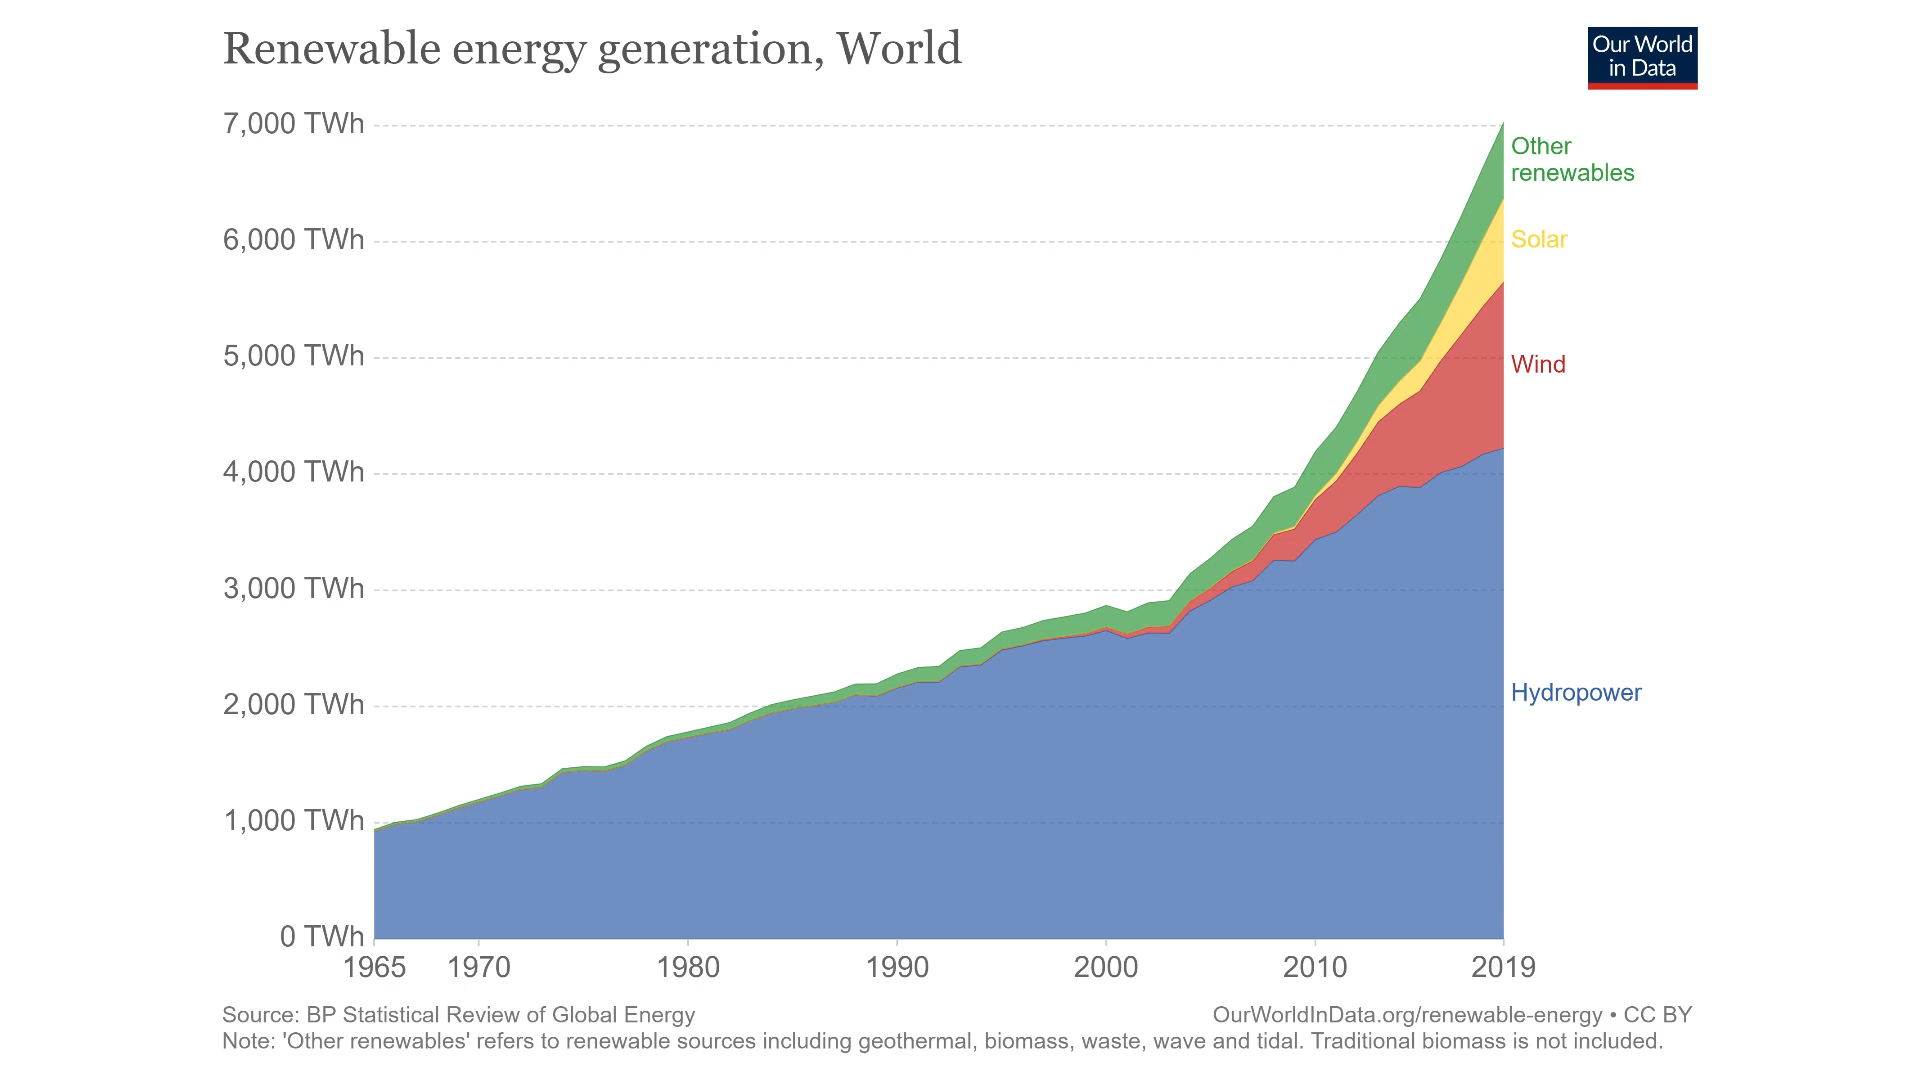 Renewable energy generation, World
Our World
in Data
7,000 TWh
6,000 TWh
5,000 TWh
4,000 TWh
3,000 TWh
2,000 TWh
1,000 TWh
0 TWh
Other
renewables
Solar
Wind
Hydropower
1965 1970 1980 1990 2000 2010 2019
Source: BP Statistical Review of Global Energy
OurWorldInData.org/renewable-energy • CC BY
Note: 'Other renewables' refers to renewable sources including geothermal, biomass, waste, wave and tidal. Traditional biomass is not included.